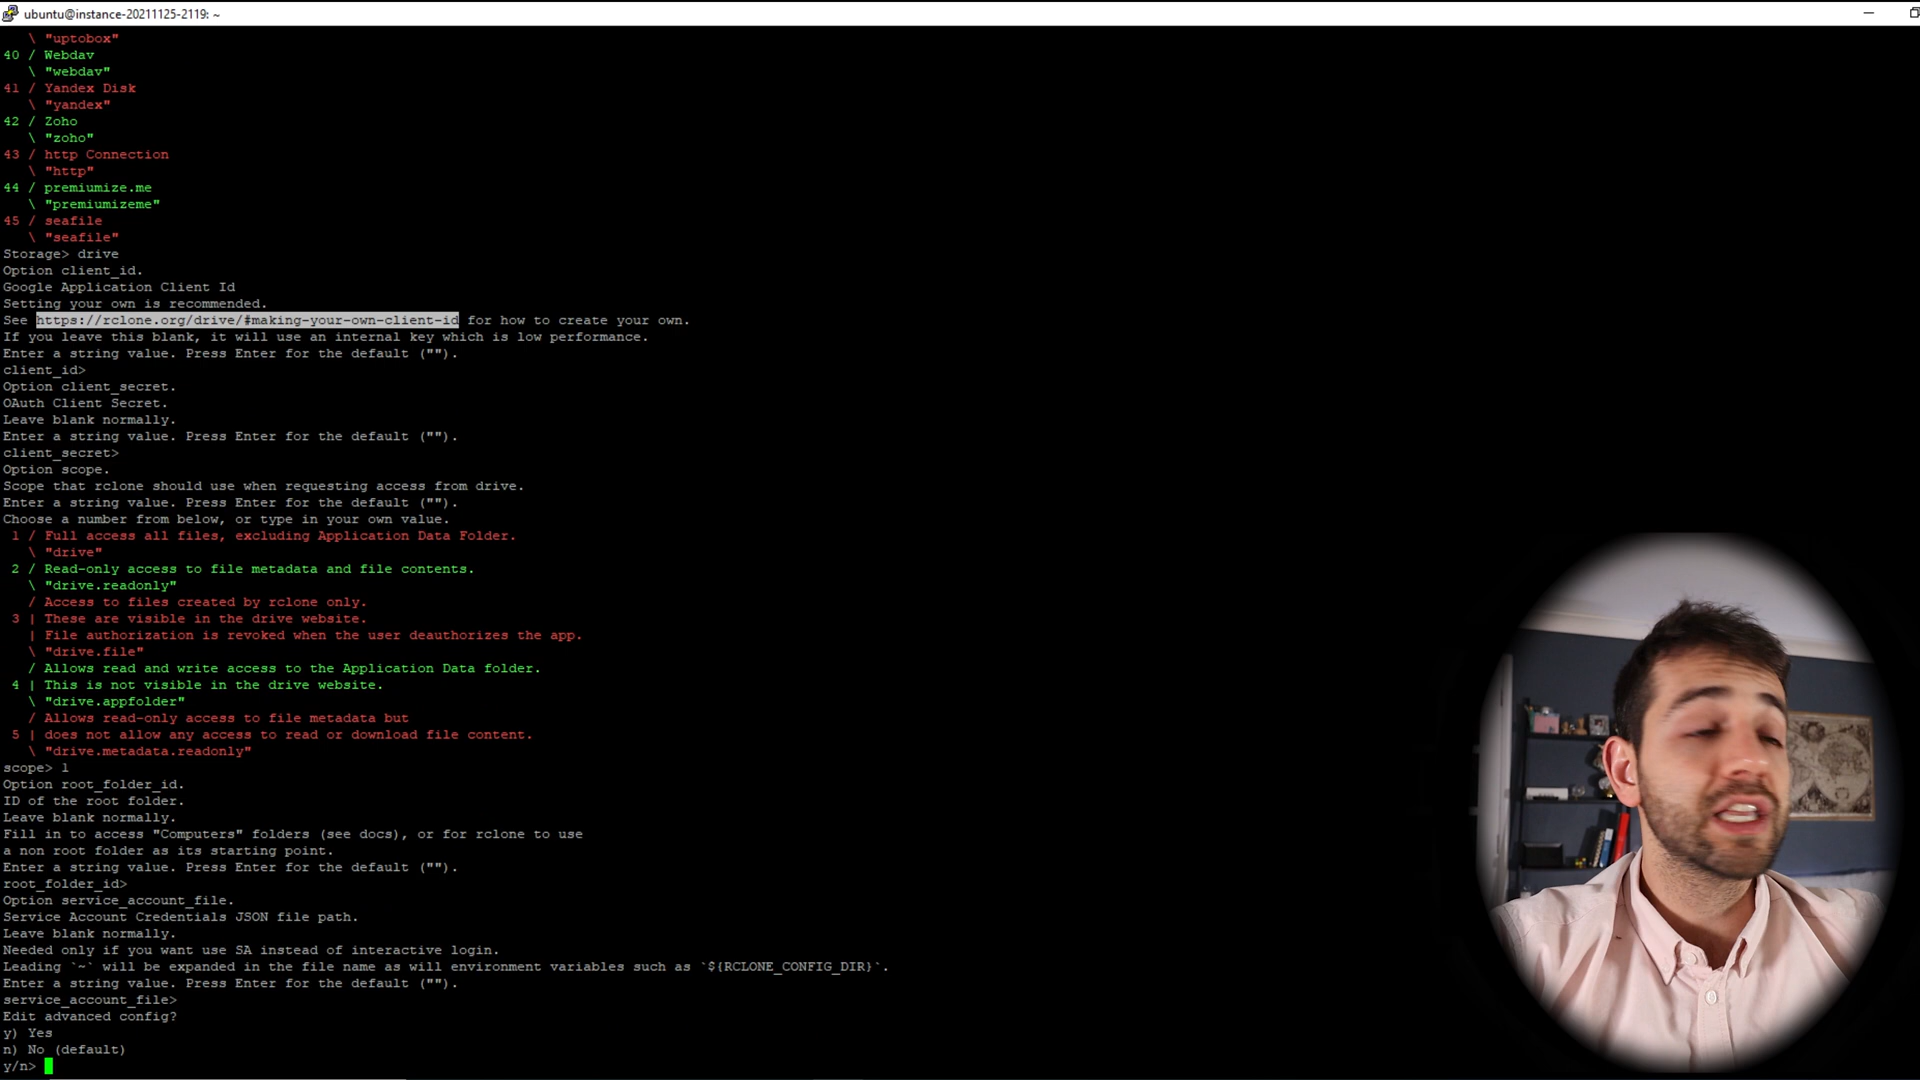 ubuntu@instance-20211125-2119: ~
\ "uptobox"
40 / Webdav
\ "webdav"
41 / Yandex Disk
\ "yandex"
42 / Zoho
\ "zoho"
43 / http Connection
\ "http"
44 / premiumize.me
\ "premiumizeme"
45 / seafile
\ "seafile"
Storage> drive
Option client_id.
Google Application Client Id
Setting your own is recommended.
See https://rclone.org/drive/#making-your-own-client-id for how to create your own.
If you leave this blank, it will use an internal key which is low performance.
Enter a string value. Press Enter for the default ("").
client_id>
Option client_secret.
OAuth Client Secret.
Leave blank normally.
Enter a string value. Press Enter for the default ("").
client_secret>
Option scope.
Scope that rclone should use when requesting access from drive.
Enter a string value. Press Enter for the default ("").
Choose a number from below, or type in your own value.
1 / Full access all files, excluding Application Data Folder.
\ "drive"
2 / Read-only access to file metadata and file contents.
\ "drive.readonly"
/ Access to files created by rclone only.
3 | These are visible in the drive website.
| File authorization is revoked when the user deauthorizes the app.
\ "drive.file"
/ Allows read and write access to the Application Data folder.
4 | This is not visible in the drive website.
\ "drive.appfolder"
/ Allows read-only access to file metadata but
5 | does not allow any access to read or download file content.
\ "drive.metadata.readonly"
scope> 1
Option root_folder_id.
ID of the root folder.
Leave blank normally.
Fill in to access "Computers" folders (see docs), or for rclone to use
a non root folder as its starting point.
Enter a string value. Press Enter for the default ("").
root_folder_id>
Option service_account_file.
Service Account Credentials JSON file path.
Leave blank normally.
Needed only if you want use SA instead of interactive login.
Leading `~` will be expanded in the file name as will environment variables such as `${RCLONE_CONFIG_DIR}`.
Enter a string value. Press Enter for the default ("").
service_account_file>
Edit advanced config?
y) Yes
n) No (default)
y/n>